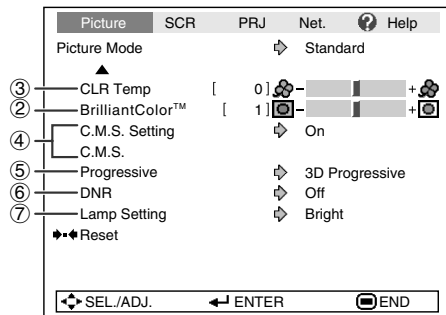 Picture SCR PRJ Net. ? Help
Picture Mode Standard
③ CLR Temp [ 0] - +
② BrilliantColor™ [ 1] - +
④ C.M.S. Setting On
C.M.S.
⑤ Progressive 3D Progressive
⑥ DNR Off
⑦ Lamp Setting Bright
Reset
SEL./ADJ. ENTER END